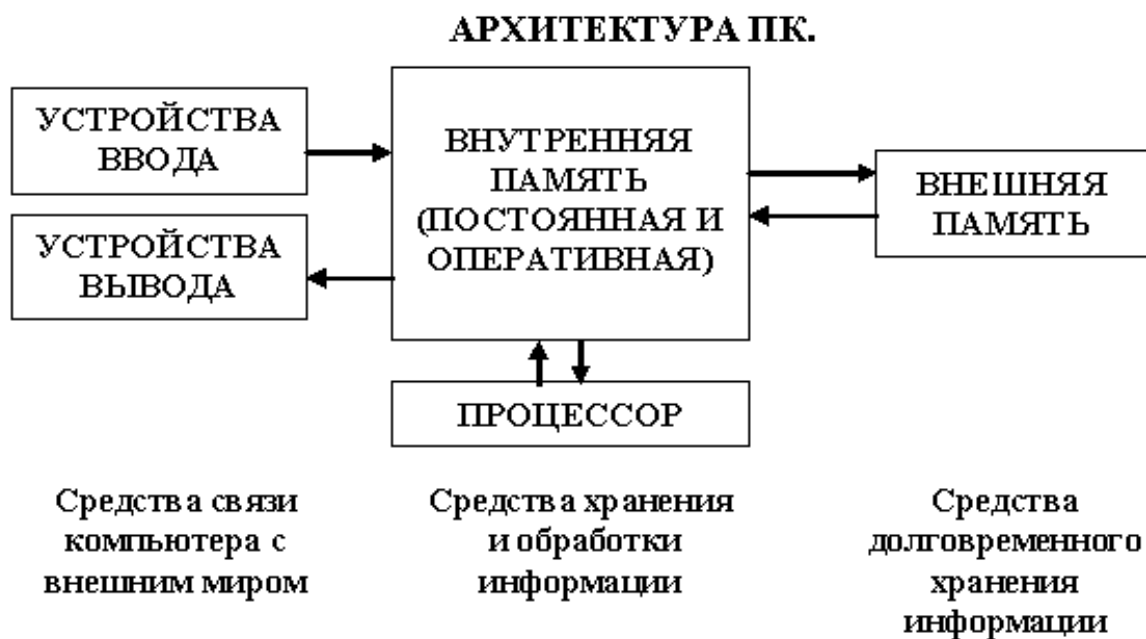 АРХИТЕКТУРА ПК.
УСТРОЙСТВА
ВВОДА
УСТРОЙСТВА
ВЫВОДА
ВНУТРЕННЯЯ
ПАМЯТЬ
(ПОСТОЯННАЯ И
ОПЕРАТИВНАЯ)
ВНЕШНЯЯ
ПАМЯТЬ
ПРОЦЕССОР
Средства связи
компьютера с
внешним миром
Средства хранения
и обработки
информации
Средства
долговременного
хранения
информации